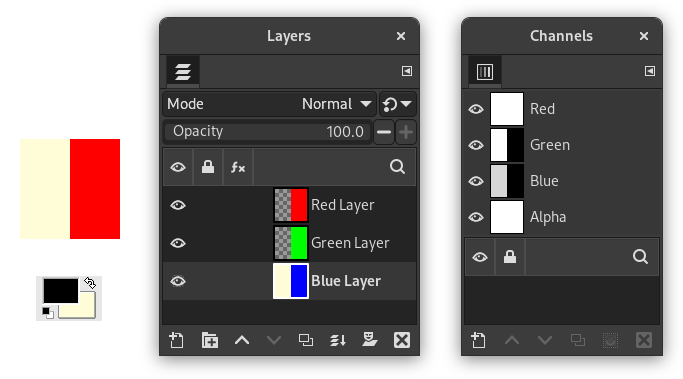 Layers
Mode Normal
Opacity 100.0
Red Layer
Green Layer
Blue Layer
Channels
Red
Green
Blue
Alpha